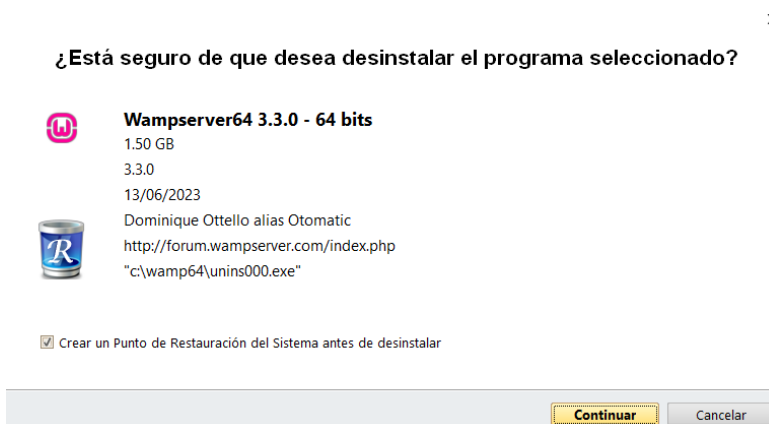 ¿Está seguro de que desea desinstalar el programa seleccionado?
Wampserver64 3.3.0 - 64 bits
1.50 GB
3.3.0
13/06/2023
Dominique Ottello alias Otomatic
http://forum.wampserver.com/index.php
"c:\wamp64\unins000.exe"
Crear un Punto de Restauración del Sistema antes de desinstalar
Continuar
Cancelar